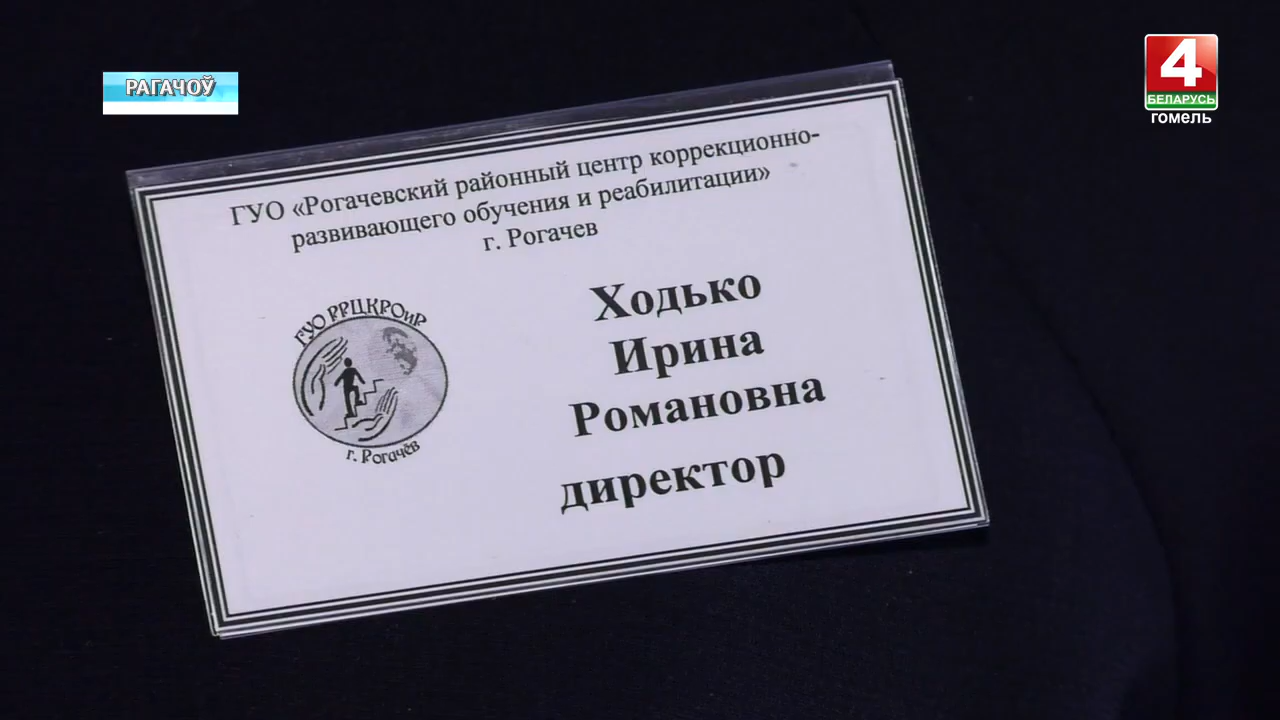 РАГАЧОЎ
4
БЕЛАРУСЬ
гомель
ГУО «Рогачевский районный центр коррекционно-
развивающего обучения и реабилитации»
г. Рогачев
ГУО РРЦКРОиР
г. Рогачёв
Ходько
Ирина
Романовна
директор